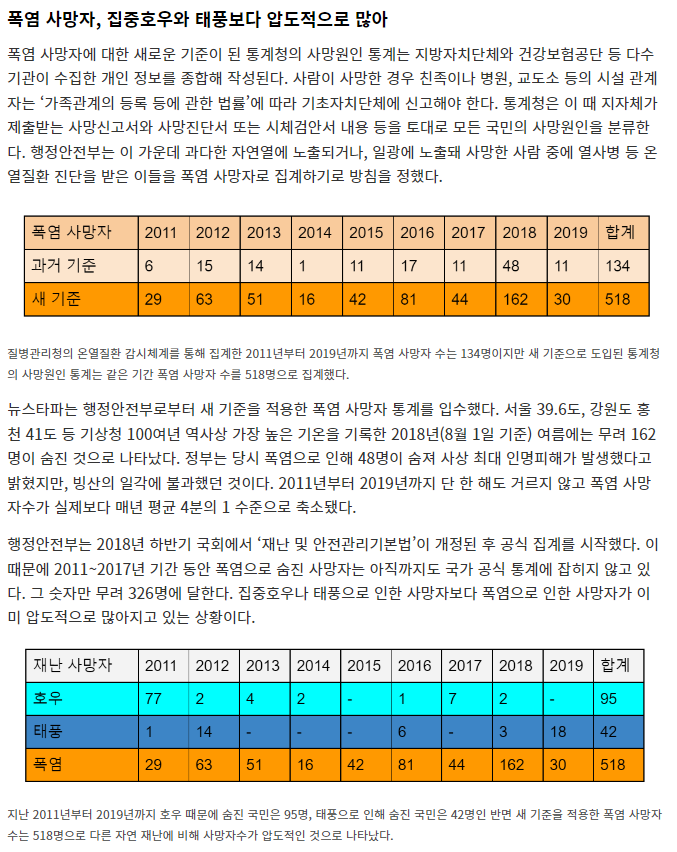 폭염 사망자, 집중호우와 태풍보다 압도적으로 많아
폭염 사망자에 대한 새로운 기준이 된 통계청의 사망원인 통계는 지방자치단체와 건강보험공단 등 다수
기관이 수집한 개인 정보를 종합해 작성된다. 사람이 사망한 경우 친족이나 병원, 교도소 등의 시설 관계
자는 ‘가족관계의 등록 등에 관한 법률’에 따라 기초자치단체에 신고해야 한다. 통계청은 이 때 지자체가
제출받는 사망신고서와 사망진단서 또는 시체검안서 내용 등을 토대로 모든 국민의 사망원인을 분류한
다. 행정안전부는 이 가운데 과다한 자연열에 노출되거나, 일광에 노출돼 사망한 사람 중에 열사병 등 온
열질환 진단을 받은 이들을 폭염 사망자로 집계하기로 방침을 정했다.
폭염 사망자 2011 2012 2013 2014 2015 2016 2017 2018 2019 합계
과거 기준 6 15 14 1 11 17 11 48 11 134
새 기준 29 63 51 16 42 81 44 162 30 518
질병관리청의 온열질환 감시체계를 통해 집계한 2011년부터 2019년까지 폭염 사망자 수는 134명이지만 새 기준으로 도입된 통계청
의 사망원인 통계는 같은 기간 폭염 사망자 수를 518명으로 집계했다.
뉴스타파는 행정안전부로부터 새 기준을 적용한 폭염 사망자 통계를 입수했다. 서울 39.6도, 강원도 홍
천 41도 등 기상청 100여년 역사상 가장 높은 기온을 기록한 2018년(8월 1일 기준) 여름에는 무려 162
명이 숨진 것으로 나타났다. 정부는 당시 폭염으로 인해 48명이 숨져 사상 최대 인명피해가 발생했다고
밝혔지만, 빙산의 일각에 불과했던 것이다. 2011년부터 2019년까지 단 한 해도 거르지 않고 폭염 사망
자수가 실제보다 매년 평균 4분의 1 수준으로 축소됐다.
행정안전부는 2018년 하반기 국회에서 ‘재난 및 안전관리기본법’이 개정된 후 공식 집계를 시작했다. 이
때문에 2011~2017년 기간 동안 폭염으로 숨진 사망자는 아직까지도 국가 공식 통계에 잡히지 않고 있
다. 그 숫자만 무려 326명에 달한다. 집중호우나 태풍으로 인한 사망자보다 폭염으로 인한 사망자가 이
미 압도적으로 많아지고 있는 상황이다.
재난 사망자 2011 2012 2013 2014 2015 2016 2017 2018 2019 합계
호우 77 2 4 2 - 1 7 2 - 95
태풍 1 14 - - - 6 - 3 18 42
폭염 29 63 51 16 42 81 44 162 30 518
지난 2011년부터 2019년까지 호우 때문에 숨진 국민은 95명, 태풍으로 인해 숨진 국민은 42명인 반면 새 기준을 적용한 폭염 사망자
수는 518명으로 다른 자연 재난에 비해 사망자수가 압도적인 것으로 나타났다.